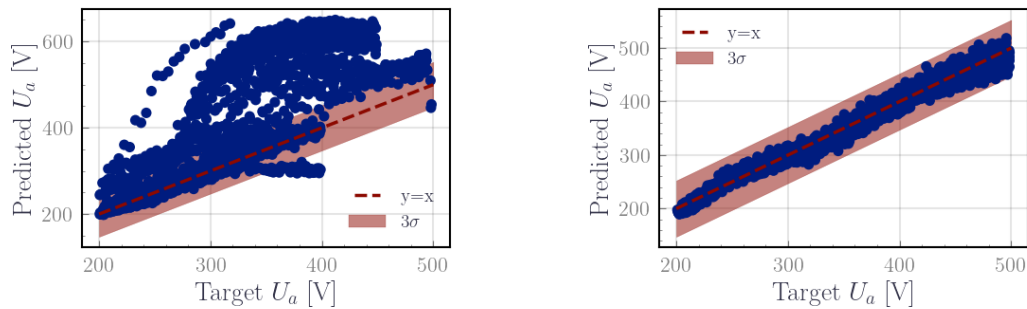 600
400
200
Predicted U_a [V]
y=x
3σ
200 300 400 500
Target U_a [V]
500
400
300
200
Predicted U_a [V]
y=x
3σ
200 300 400 500
Target U_a [V]